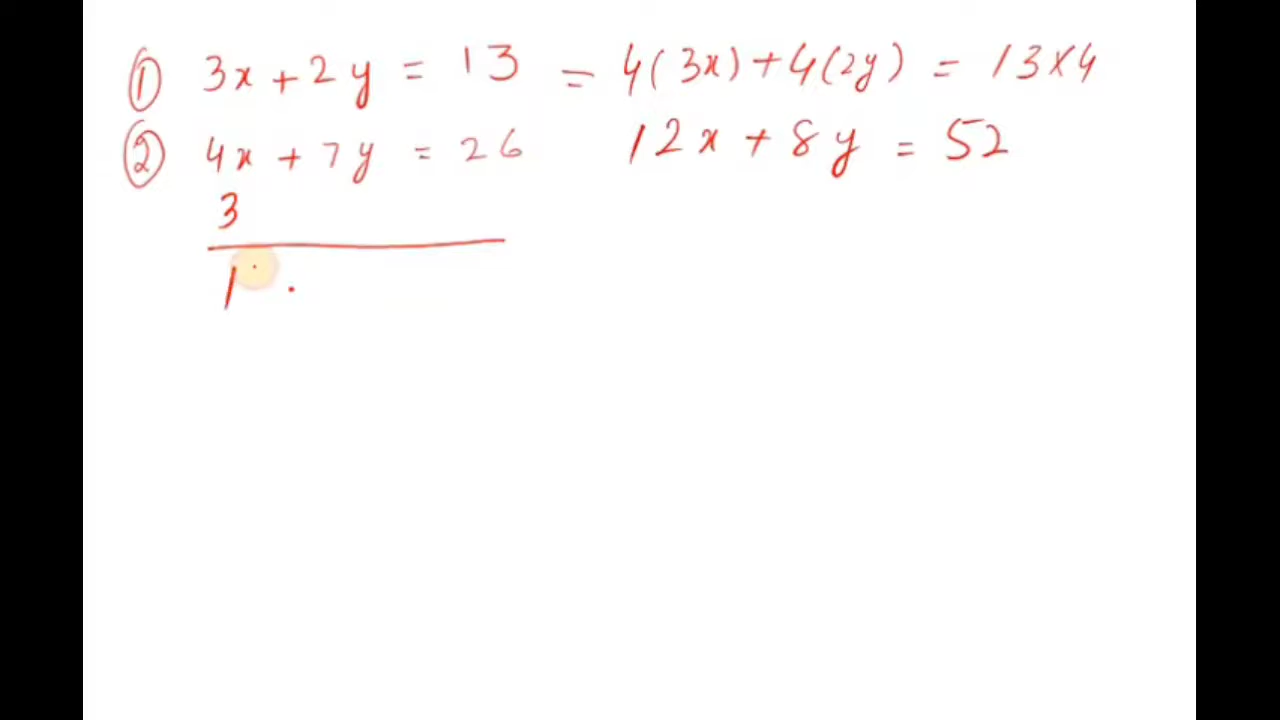 ① 3x + 2y = 13 = 4(3x) + 4(2y) = 13 × 4
② 4x + 7y = 26 12x + 8y = 52
3
1 .